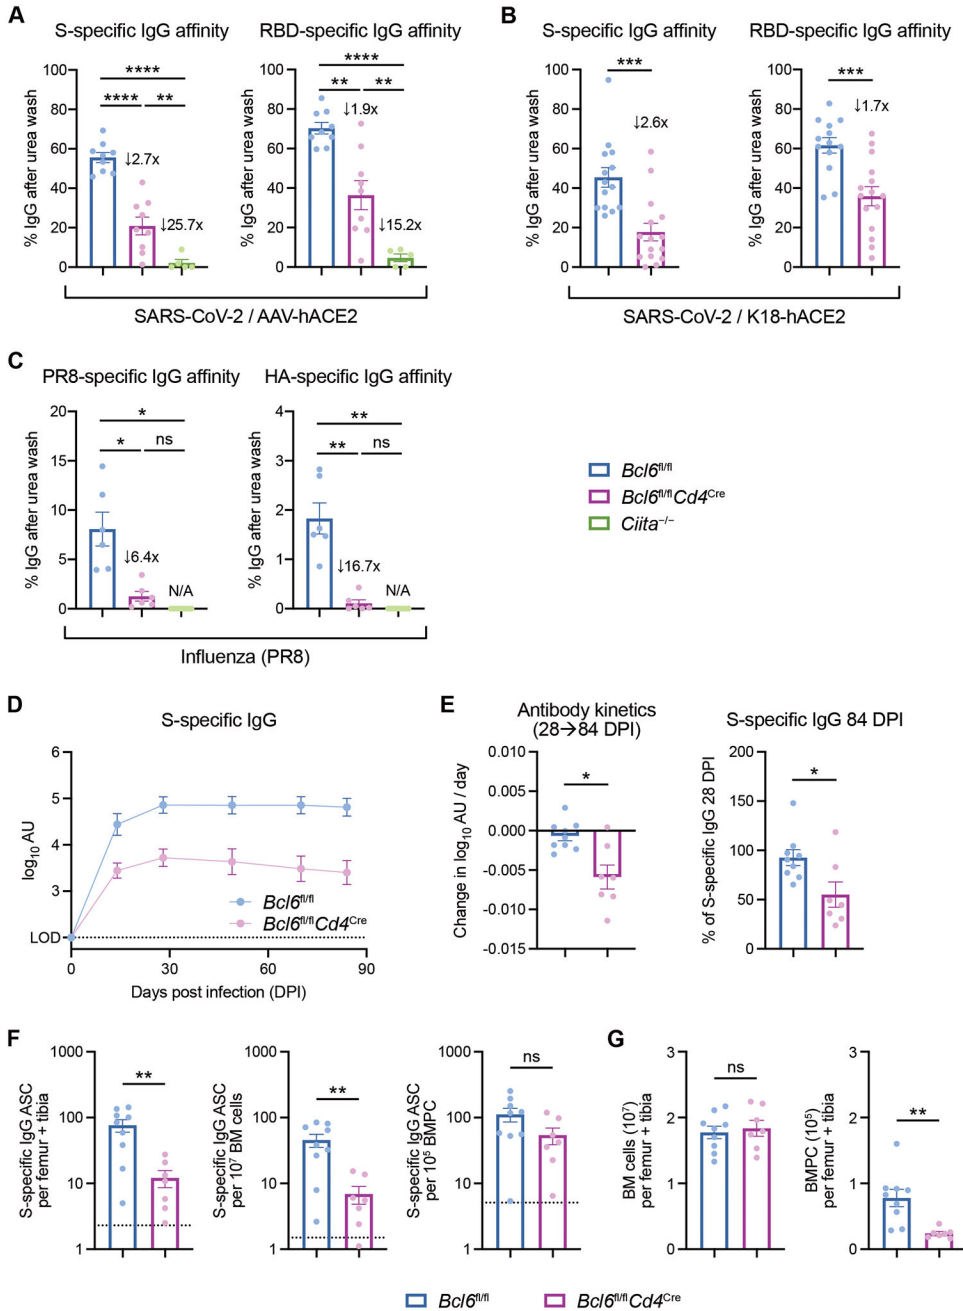 A
S-specific IgG affinity
% IgG after urea wash
100
80
60
40
20
0
****
**** **
↓2.7x
↓25.7x
RBD-specific IgG affinity
% IgG after urea wash
100
80
60
40
20
0
****
** **
↓1.9x
↓15.2x
SARS-CoV-2 / AAV-hACE2
B
S-specific IgG affinity
% IgG after urea wash
100
80
60
40
20
0
***
↓2.6x
RBD-specific IgG affinity
% IgG after urea wash
100
80
60
40
20
0
***
↓1.7x
SARS-CoV-2 / K18-hACE2
C
PR8-specific IgG affinity
% IgG after urea wash
20
15
10
5
0
*
* ns
↓6.4x
N/A
HA-specific IgG affinity
% IgG after urea wash
4
3
2
1
0
**
** ns
↓16.7x
N/A
Influenza (PR8)
Bcl6fl/fl
Bcl6fl/flCd4Cre
Ciita−/−
D
S-specific IgG
log10 AU
6
5
4
3
LOD
0 30 60 90
Days post infection (DPI)
Bcl6fl/fl
Bcl6fl/flCd4Cre
E
Antibody kinetics
(28→84 DPI)
Change in log10 AU / day
0.010
0.005
0.000
-0.005
-0.010
-0.015
*
S-specific IgG 84 DPI
% of S-specific IgG 28 DPI
200
150
100
50
0
*
F
S-specific IgG ASC
per femur + tibia
1000
100
10
1
**
S-specific IgG ASC
per 10⁷ BM cells
1000
100
10
1
**
S-specific IgG ASC
per 10⁵ BMPC
1000
100
10
1
ns
G
BM cells (10⁷)
per femur + tibia
3
2
1
0
ns
BMPC (10⁵)
per femur + tibia
3
2
1
0
**
Bcl6fl/fl
Bcl6fl/flCd4Cre